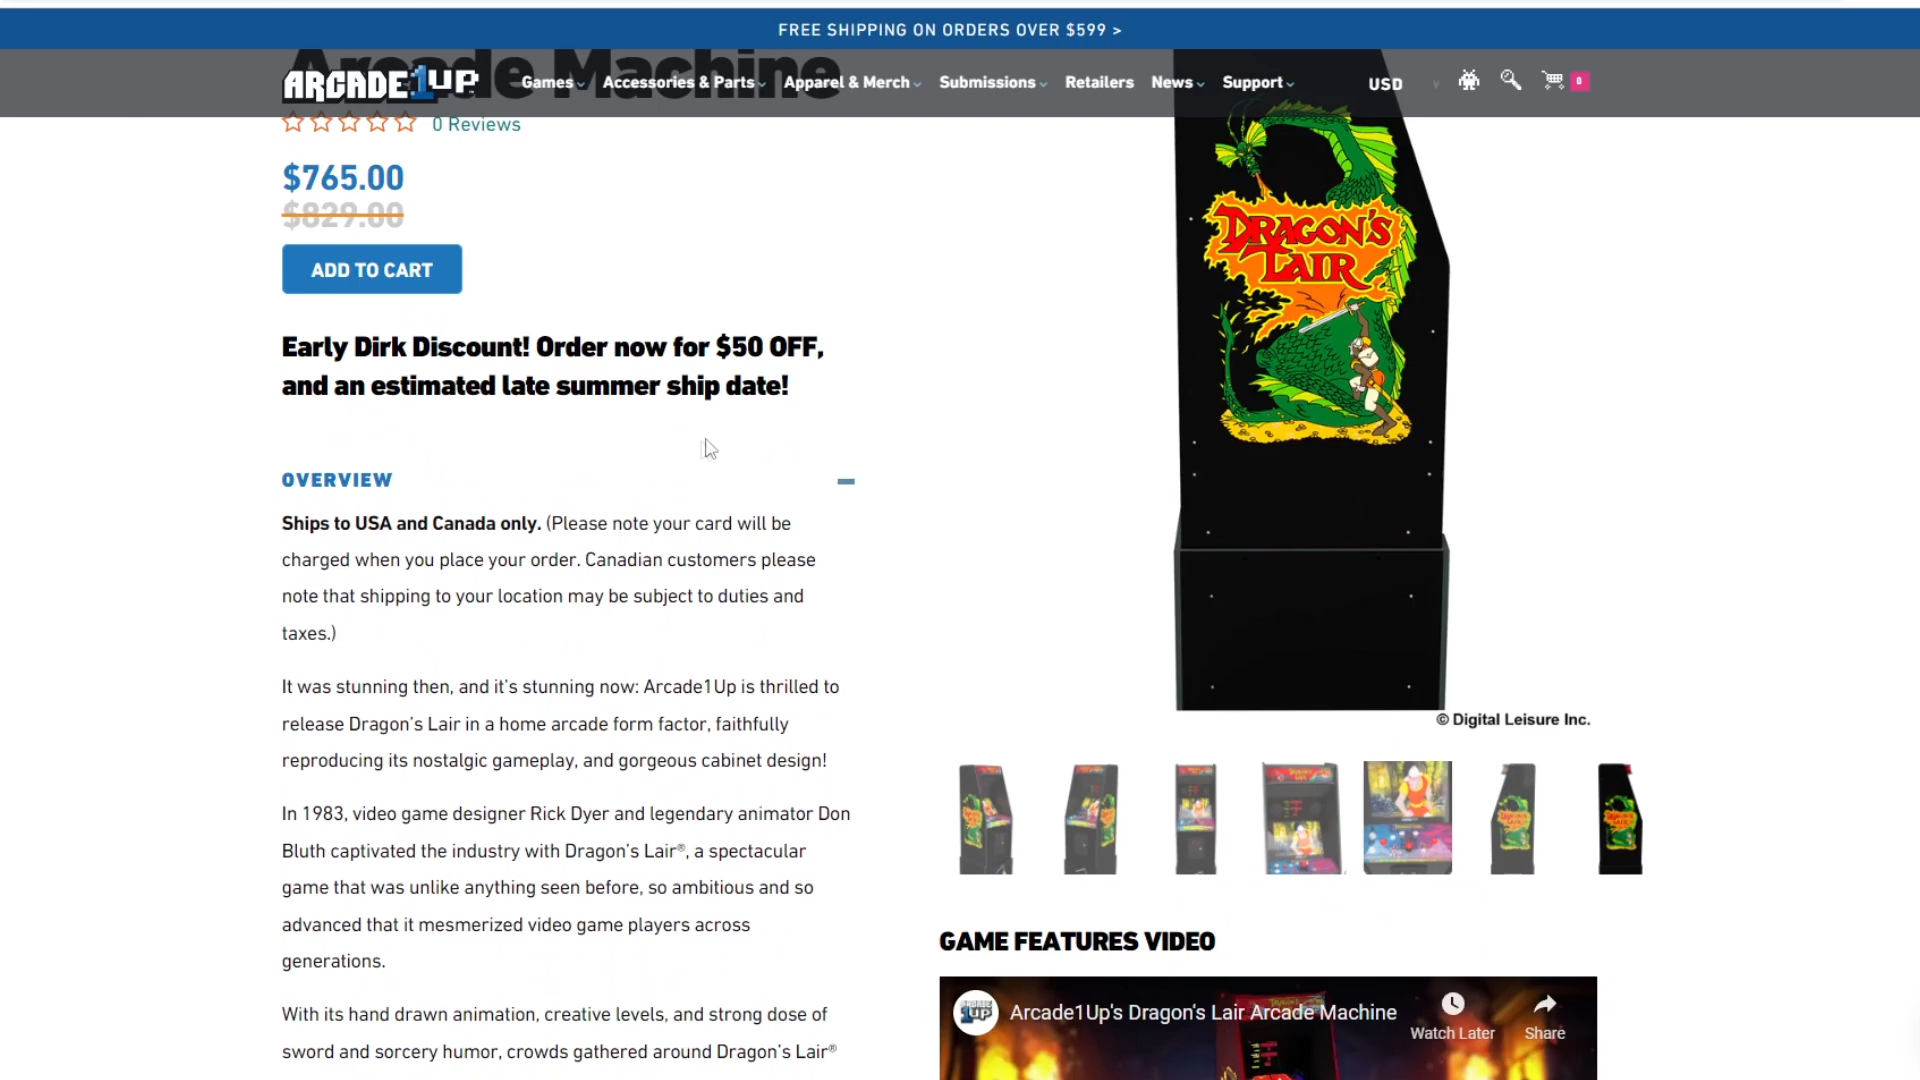 FREE SHIPPING ON ORDERS OVER $599 >
Arcade Machine
ARCADE1UP
Games
Accessories & Parts
Apparel & Merch
Submissions
Retailers
News
Support
USD
0
0 Reviews
$765.00
$829.00
ADD TO CART
Early Dirk Discount! Order now for $50 OFF,
and an estimated late summer ship date!
OVERVIEW
Ships to USA and Canada only. (Please note your card will be
charged when you place your order. Canadian customers please
note that shipping to your location may be subject to duties and
taxes.)
It was stunning then, and it’s stunning now: Arcade1Up is thrilled to
release Dragon’s Lair in a home arcade form factor, faithfully
reproducing its nostalgic gameplay, and gorgeous cabinet design!
In 1983, video game designer Rick Dyer and legendary animator Don
Bluth captivated the industry with Dragon’s Lair®, a spectacular
game that was unlike anything seen before, so ambitious and so
advanced that it mesmerized video game players across
generations.
With its hand drawn animation, creative levels, and strong dose of
sword and sorcery humor, crowds gathered around Dragon’s Lair®
DRAGON'S
LAIR
© Digital Leisure Inc.
GAME FEATURES VIDEO
ARCADE
1UP
Arcade1Up's Dragon's Lair Arcade Machine
Watch Later
Share